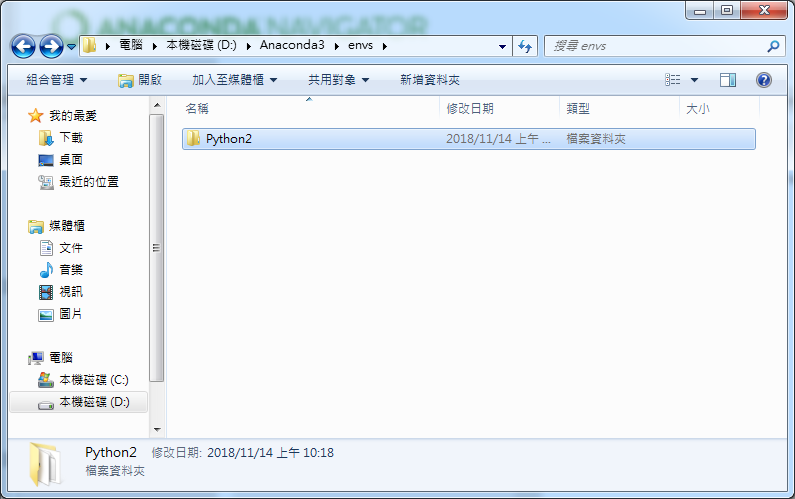 ANACONDA NAVIGATOR
電腦 本機磁碟 (D:) Anaconda3 envs
搜尋 envs
組合管理 開啟 加入至媒體櫃 共用對象 新增資料夾
名稱 修改日期 類型 大小
Python2 2018/11/14 上午 ... 檔案資料夾
我的最愛
下載
桌面
最近的位置
媒體櫃
文件
音樂
視訊
圖片
電腦
本機磁碟 (C:)
本機磁碟 (D:)
Python2 修改日期: 2018/11/14 上午 10:18
檔案資料夾